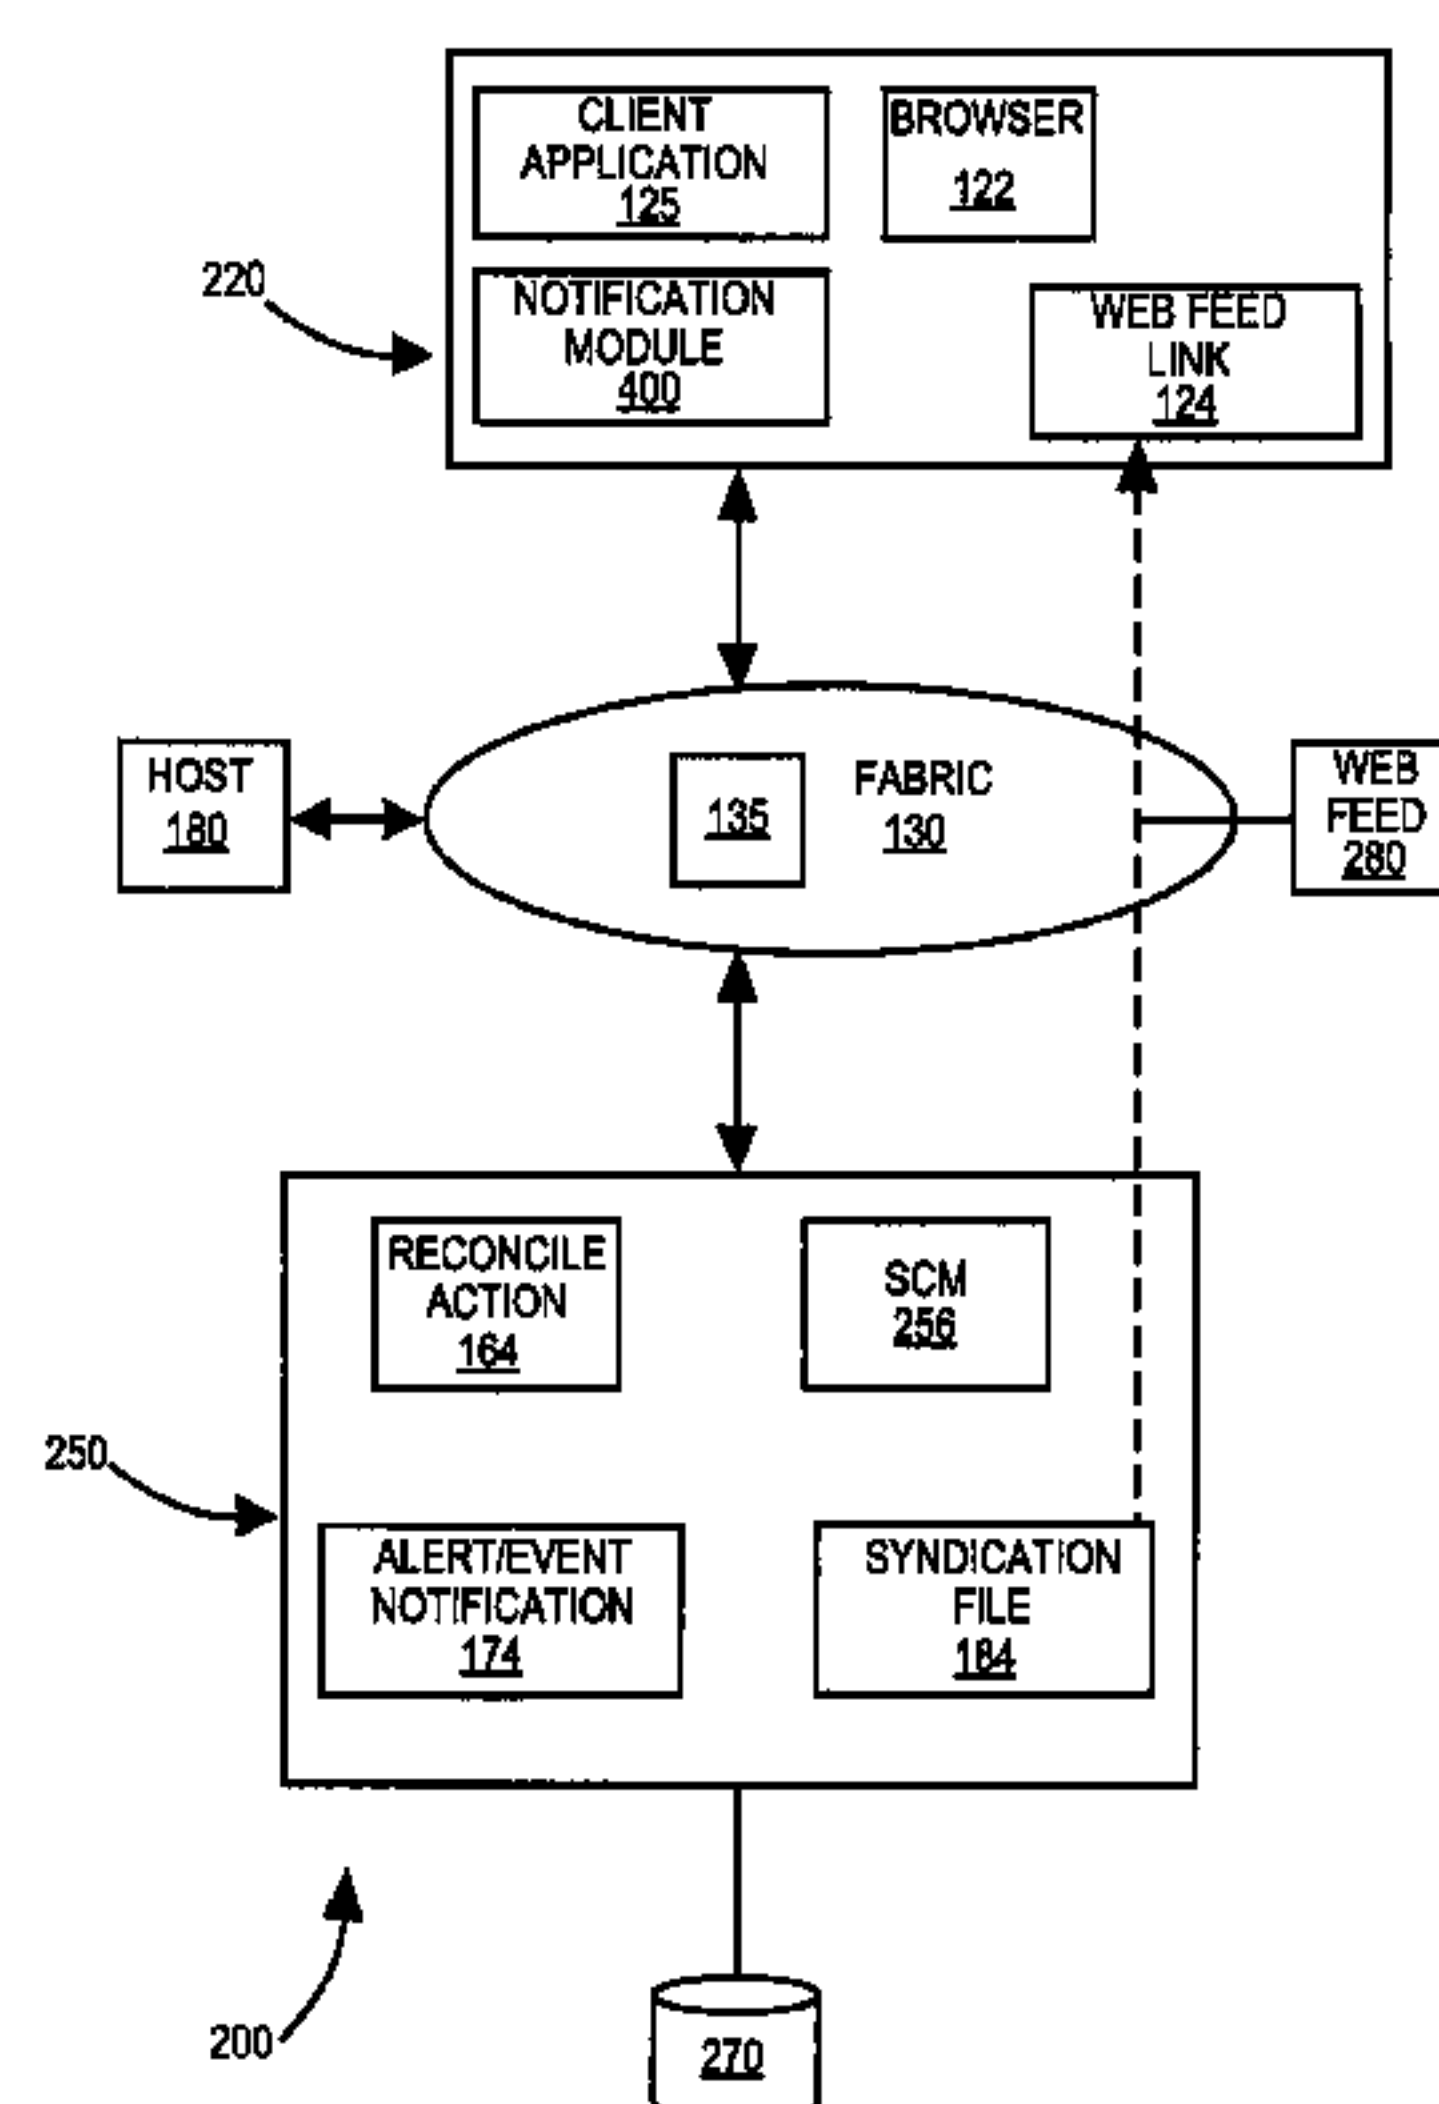 CLIENT
APPLICATION
125
BROWSER
122
220
NOTIFICATION
MODULE
400
WEB FEED
LINK
124
HOST
180
135
FABRIC
130
WEB
FEED
280
RECONCILE
ACTION
164
SCM
256
250
ALERT/EVENT
NOTIFICATION
174
SYNDICATION
FILE
184
200
270